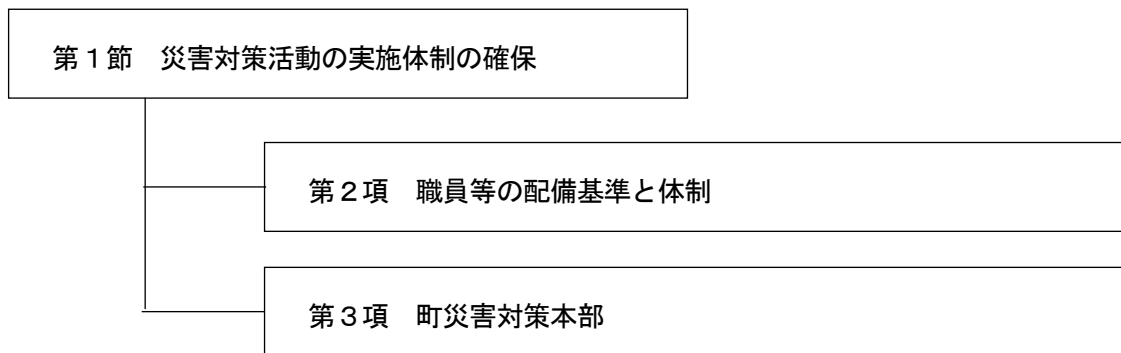 第１節　災害対策活動の実施体制の確保
第２項　職員等の配備基準と体制
第３項　町災害対策本部